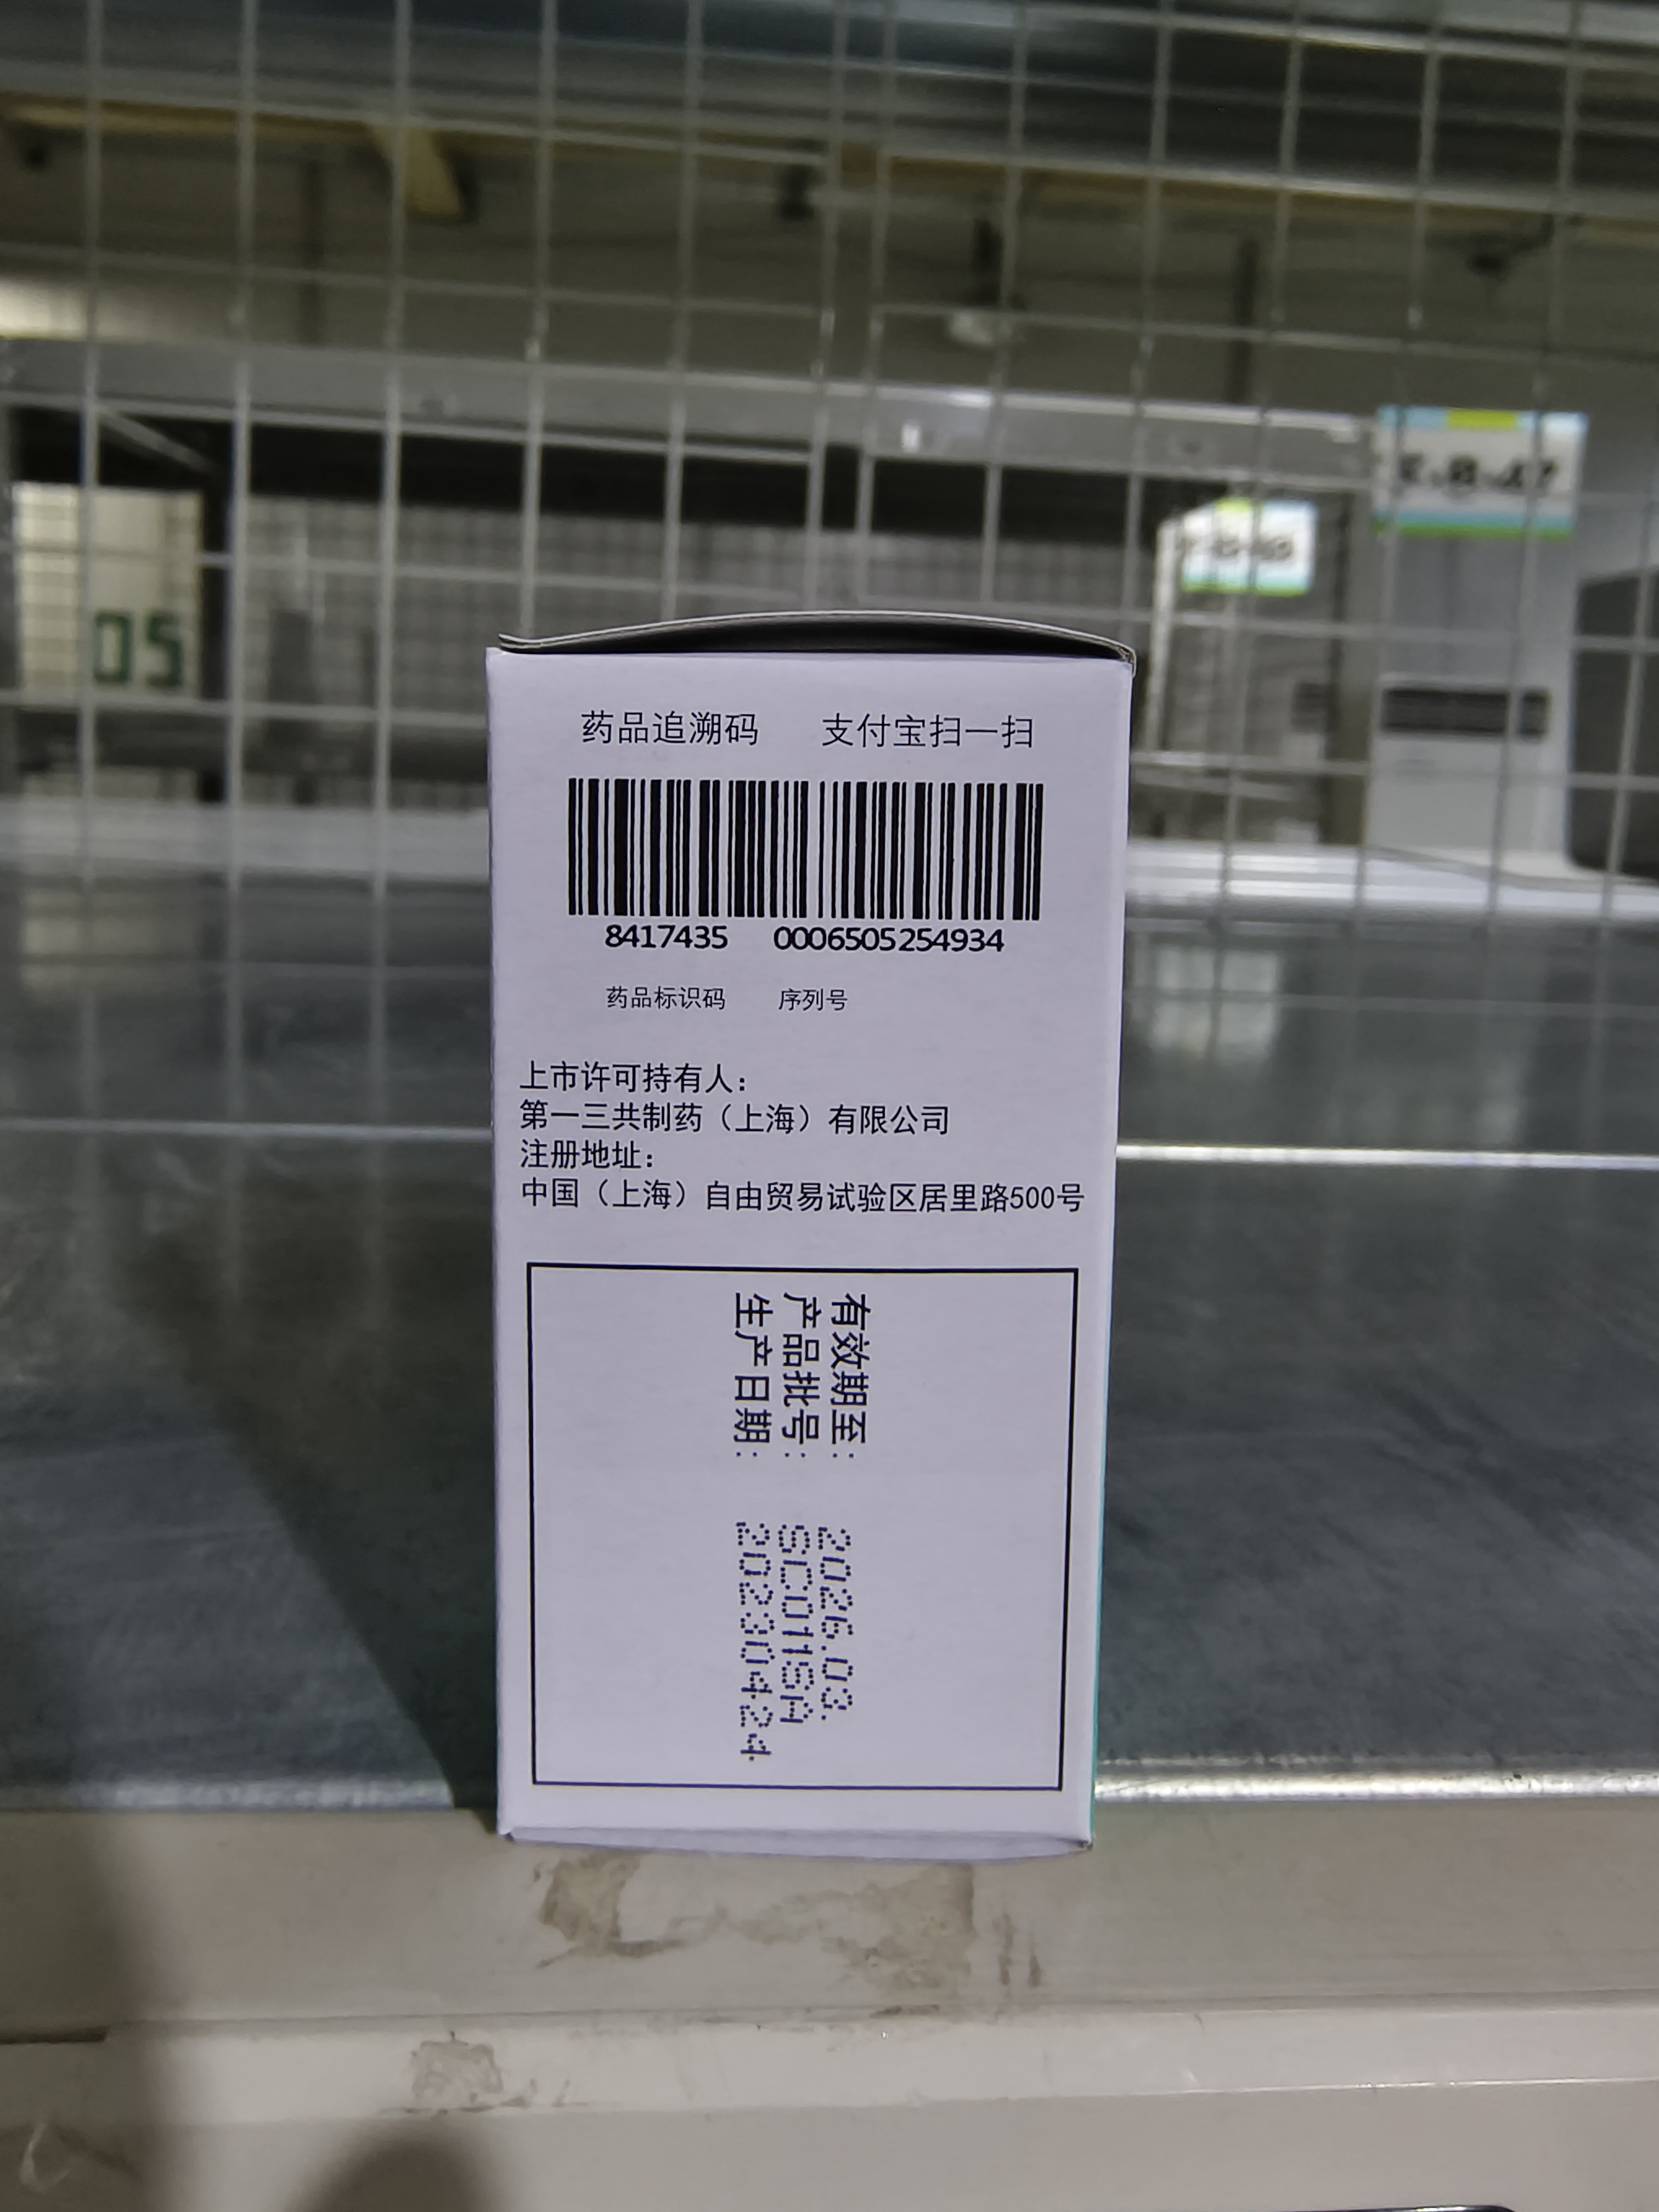 05
药品追溯码 支付宝扫一扫
8417435 0006505254934
药品标识码 序列号
上市许可持有人：
第一三共制药（上海）有限公司
注册地址：
中国（上海）自由贸易试验区居里路500号
有效期至： 2026.03.
产品批号： SC011SA
生产日期： 20230424